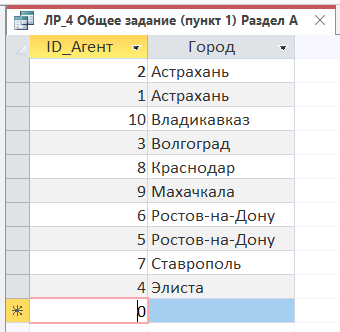 ЛР_4 Общее задание (пункт 1) Раздел А
ID_Агент Город
2 Астрахань
1 Астрахань
10 Владикавказ
3 Волгоград
8 Краснодар
9 Махачкала
6 Ростов-на-Дону
5 Ростов-на-Дону
7 Ставрополь
4 Элиста
0